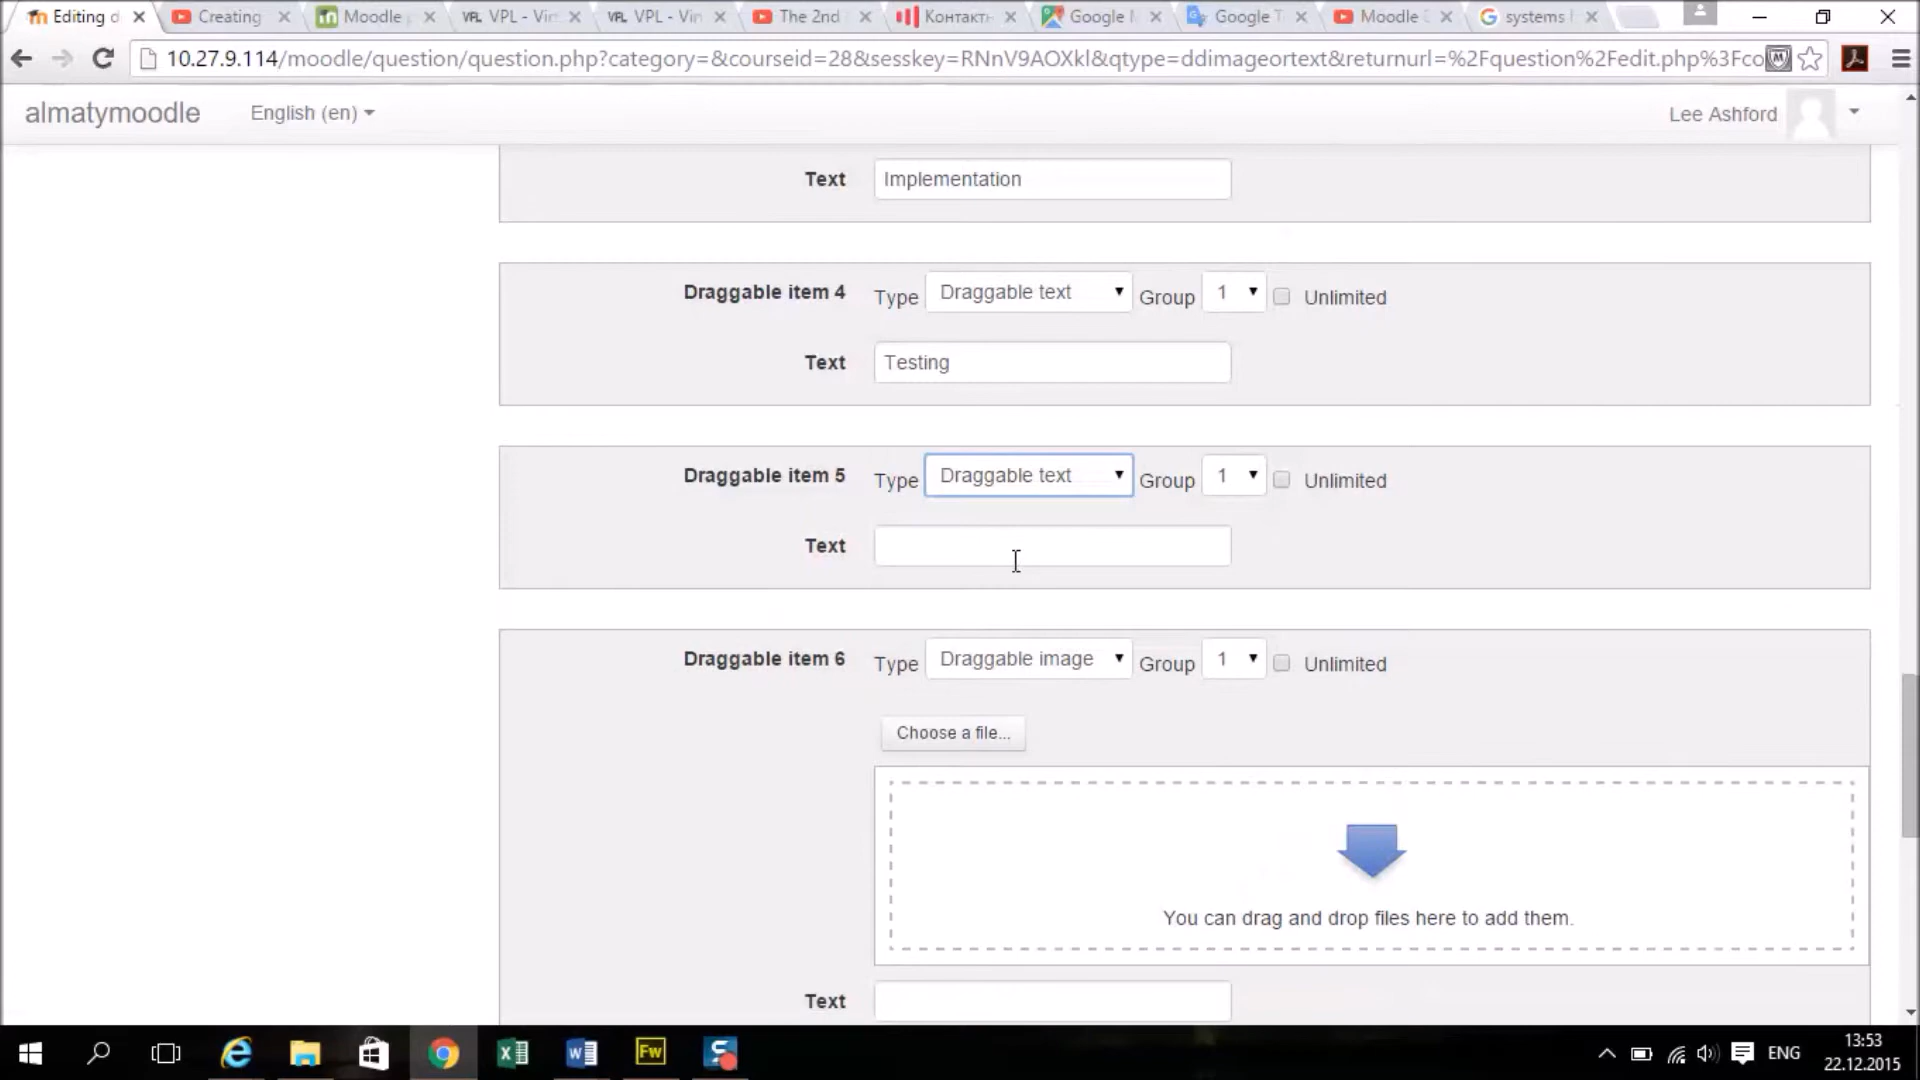 Editing d
Creating
Moodle
VPL - Vir
VPL - Vir
The 2nd
Контакт
Google
Google T
Moodle
systems
10.27.9.114/moodle/question/question.php?category=&courseid=28&sesskey=RNnV9AOXkl&qtype=ddimageortext&returnurl=%2Fquestion%2Fedit.php%3Fco
almatymoodle
English (en)
Lee Ashford
Text
Implementation
Draggable item 4
Type
Draggable text
Group
1
Unlimited
Text
Testing
Draggable item 5
Type
Draggable text
Group
1
Unlimited
Text
Draggable item 6
Type
Draggable image
Group
1
Unlimited
Choose a file...
You can drag and drop files here to add them.
Text
Fw
ENG
13:53
22.12.2015